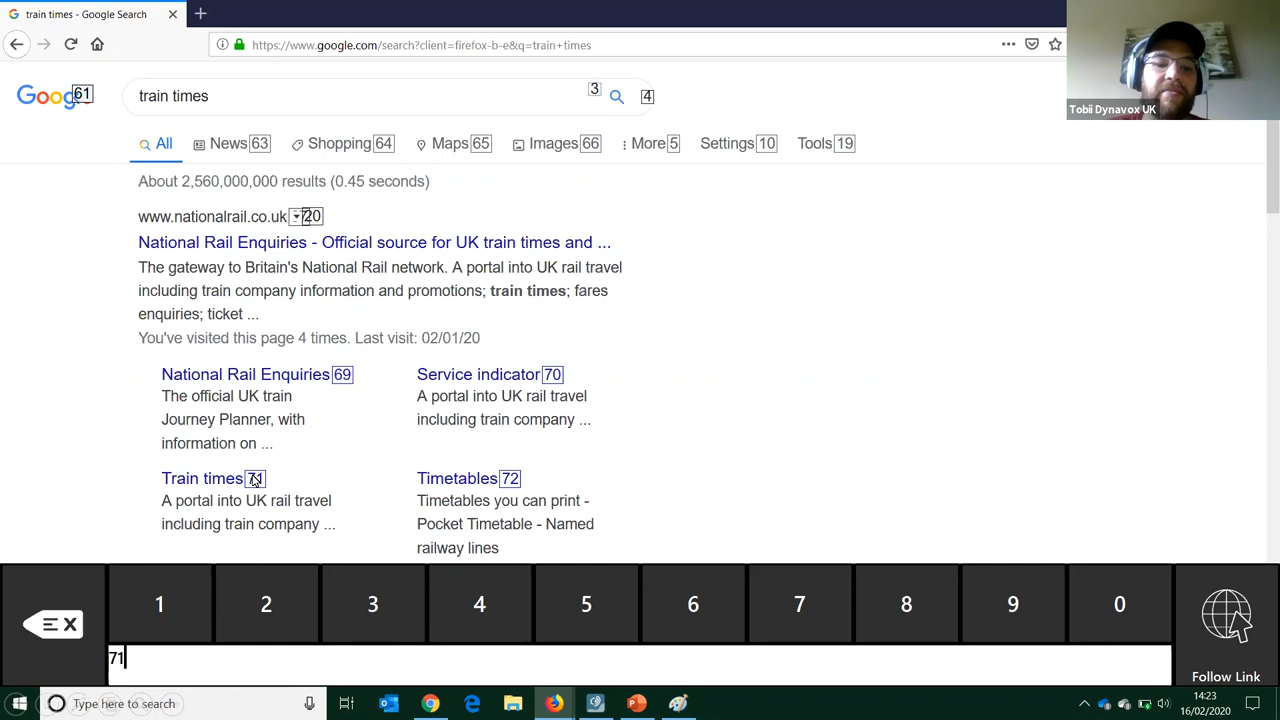 train times - Google Search
https://www.google.com/search?client=firefox-b-e&q=train+times
Tobii Dynavox UK
Google 61
train times 3 4
All News 63 Shopping 64 Maps 65 Images 66 More 5 Settings 10 Tools 19
About 2,560,000,000 results (0.45 seconds)
www.nationalrail.co.uk 20
National Rail Enquiries - Official source for UK train times and ...
The gateway to Britain's National Rail network. A portal into UK rail travel
including train company information and promotions; train times; fares
enquiries; ticket ...
You've visited this page 4 times. Last visit: 02/01/20
National Rail Enquiries 69
The official UK train
Journey Planner, with
information on ...
Service indicator 70
A portal into UK rail travel
including train company ...
Train times 71
A portal into UK rail travel
including train company ...
Timetables 72
Timetables you can print -
Pocket Timetable - Named
railway lines
X 1 2 3 4 5 6 7 8 9 0
71
Follow Link
Type here to search
14:23
16/02/2020